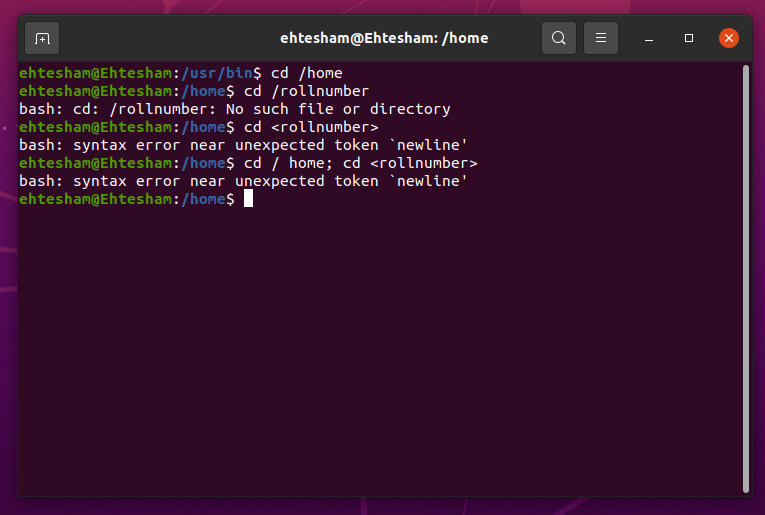 ehtesham@Ehtesham: /home
ehtesham@Ehtesham:/usr/bin$ cd /home
ehtesham@Ehtesham:/home$ cd /rollnumber
bash: cd: /rollnumber: No such file or directory
ehtesham@Ehtesham:/home$ cd <rollnumber>
bash: syntax error near unexpected token `newline'
ehtesham@Ehtesham:/home$ cd / home; cd <rollnumber>
bash: syntax error near unexpected token `newline'
ehtesham@Ehtesham:/home$